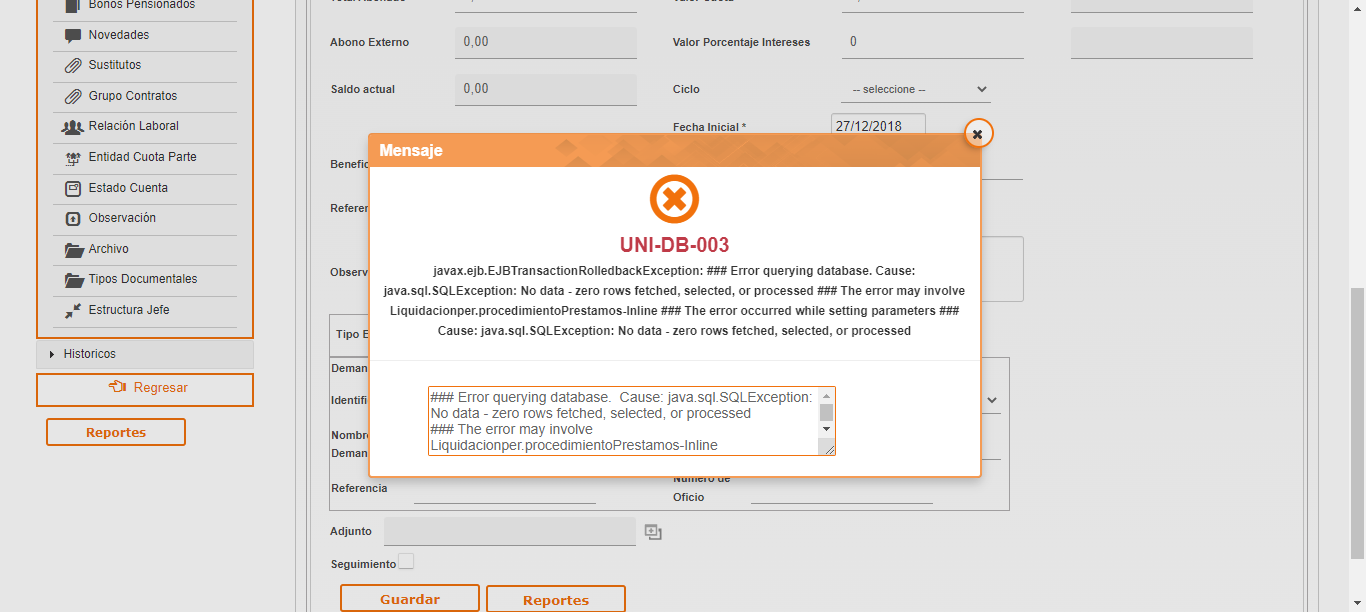 Bonos Pensionados
Novedades
Sustitutos
Grupo Contratos
Relación Laboral
Entidad Cuota Parte
Estado Cuenta
Observación
Archivo
Tipos Documentales
Estructura Jefe
Historicos
Regresar
Reportes
Abono Externo 0,00 Valor Porcentaje Intereses 0
Saldo actual 0,00 Ciclo -- seleccione --
Fecha Inicial * 27/12/2018
Mensaje
UNI-DB-003
javax.ejb.EJBTransactionRolledbackException: ### Error querying database. Cause:
java.sql.SQLException: No data - zero rows fetched, selected, or processed ### The error may involve
Liquidacionper.procedimientoPrestamos-Inline ### The error occurred while setting parameters ###
Cause: java.sql.SQLException: No data - zero rows fetched, selected, or processed
### Error querying database.  Cause: java.sql.SQLException:
No data - zero rows fetched, selected, or processed
### The error may involve
Liquidacionper.procedimientoPrestamos-Inline
Benefic
Referen
Observ
Tipo E
Deman
Identifi
Nombre
Deman
Referencia
Número de
Oficio
Adjunto
Seguimiento
Guardar Reportes